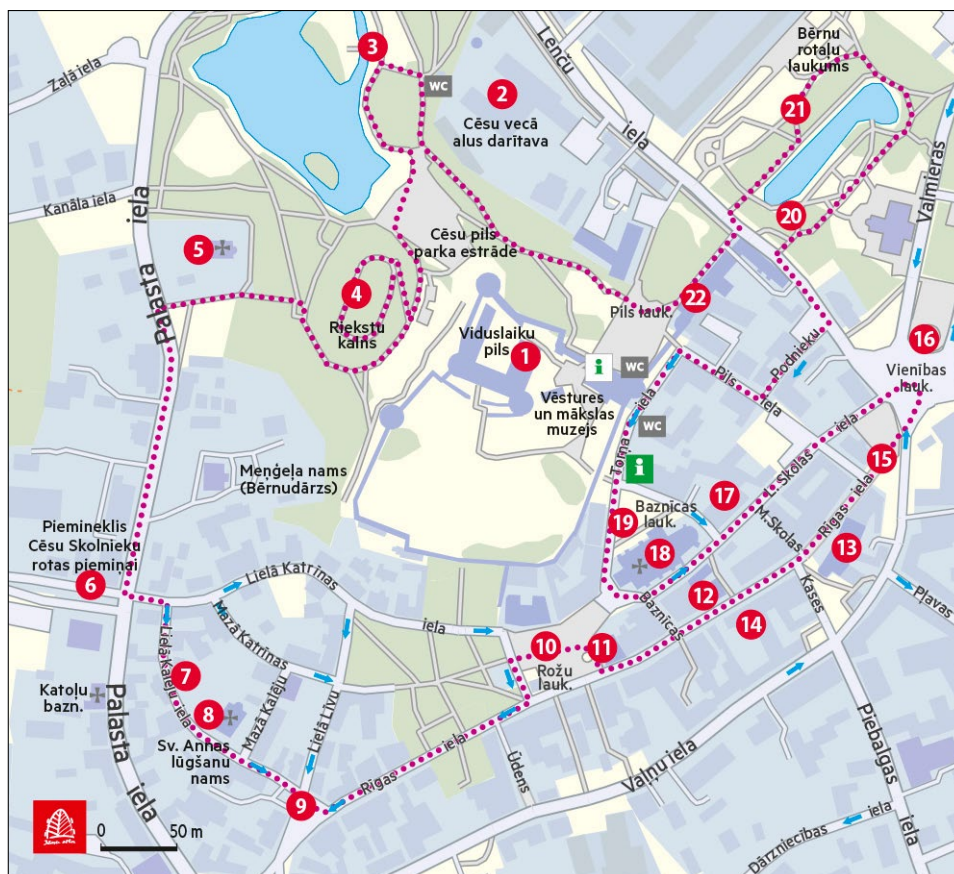 3
WC
2
Cēsu vecā
alus darītava
Lenču
iela
Bērnu
rotaļu
laukums
21
Valmieras
Zaļā iela
Kanāla iela
Palasta
iela
5
Cēsu pils
parka estrāde
4
Riekstu
kalns
20
22
Pils lauk.
16
Vienības
lauk.
Viduslaiku
pils
1
i
WC
Vēstures
un mākslas
muzejs
Pils
iela
Podnieku
WC
Torņa
iela
i
L. Skolas
iela
15
Meņģeļa nams
(Bērnudārzs)
17
M.Skolas
Rīgas
iela
19
Baznīcas
lauk.
18
13
Piemineklis
Cēsu Skolnieku
rotas piemiņai
6
Lielā Katrīnas
iela
Mazā Katrīnas
12
Baznīcas
Kases
Pļavas
14
10
11
Rožu
lauk.
7
Lielā Kalēju iela
8
Mazā Kalēju
Lielā Līvu
Katoļu
bazn.
Palasta
iela
Sv. Annas
lūgšanu
nams
9
Rīgas
iela
Ūdens
Vaļņu iela
Piebalgas
iela
Dārzniecības
iela
0
50 m